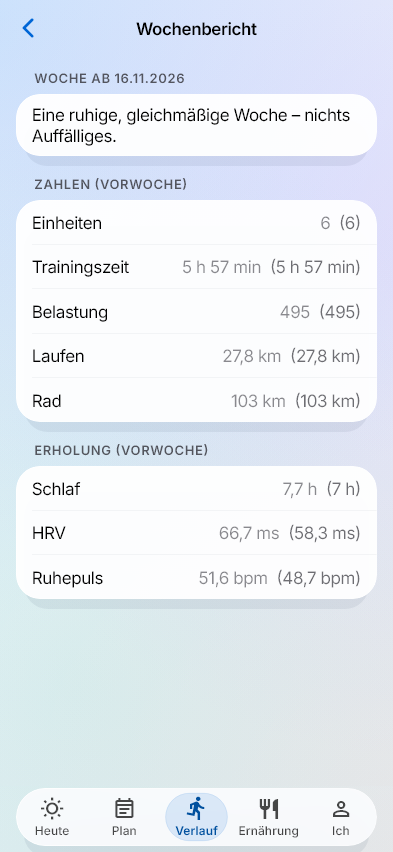 Wochenbericht
WOCHE AB 16.11.2026
Eine ruhige, gleichmäßige Woche – nichts
Auffälliges.
ZAHLEN (VORWOCHE)
Einheiten 6 (6)
Trainingszeit 5 h 57 min (5 h 57 min)
Belastung 495 (495)
Laufen 27,8 km (27,8 km)
Rad 103 km (103 km)
ERHOLUNG (VORWOCHE)
Schlaf 7,7 h (7 h)
HRV 66,7 ms (58,3 ms)
Ruhepuls 51,6 bpm (48,7 bpm)
Heute Plan Verlauf Ernährung Ich